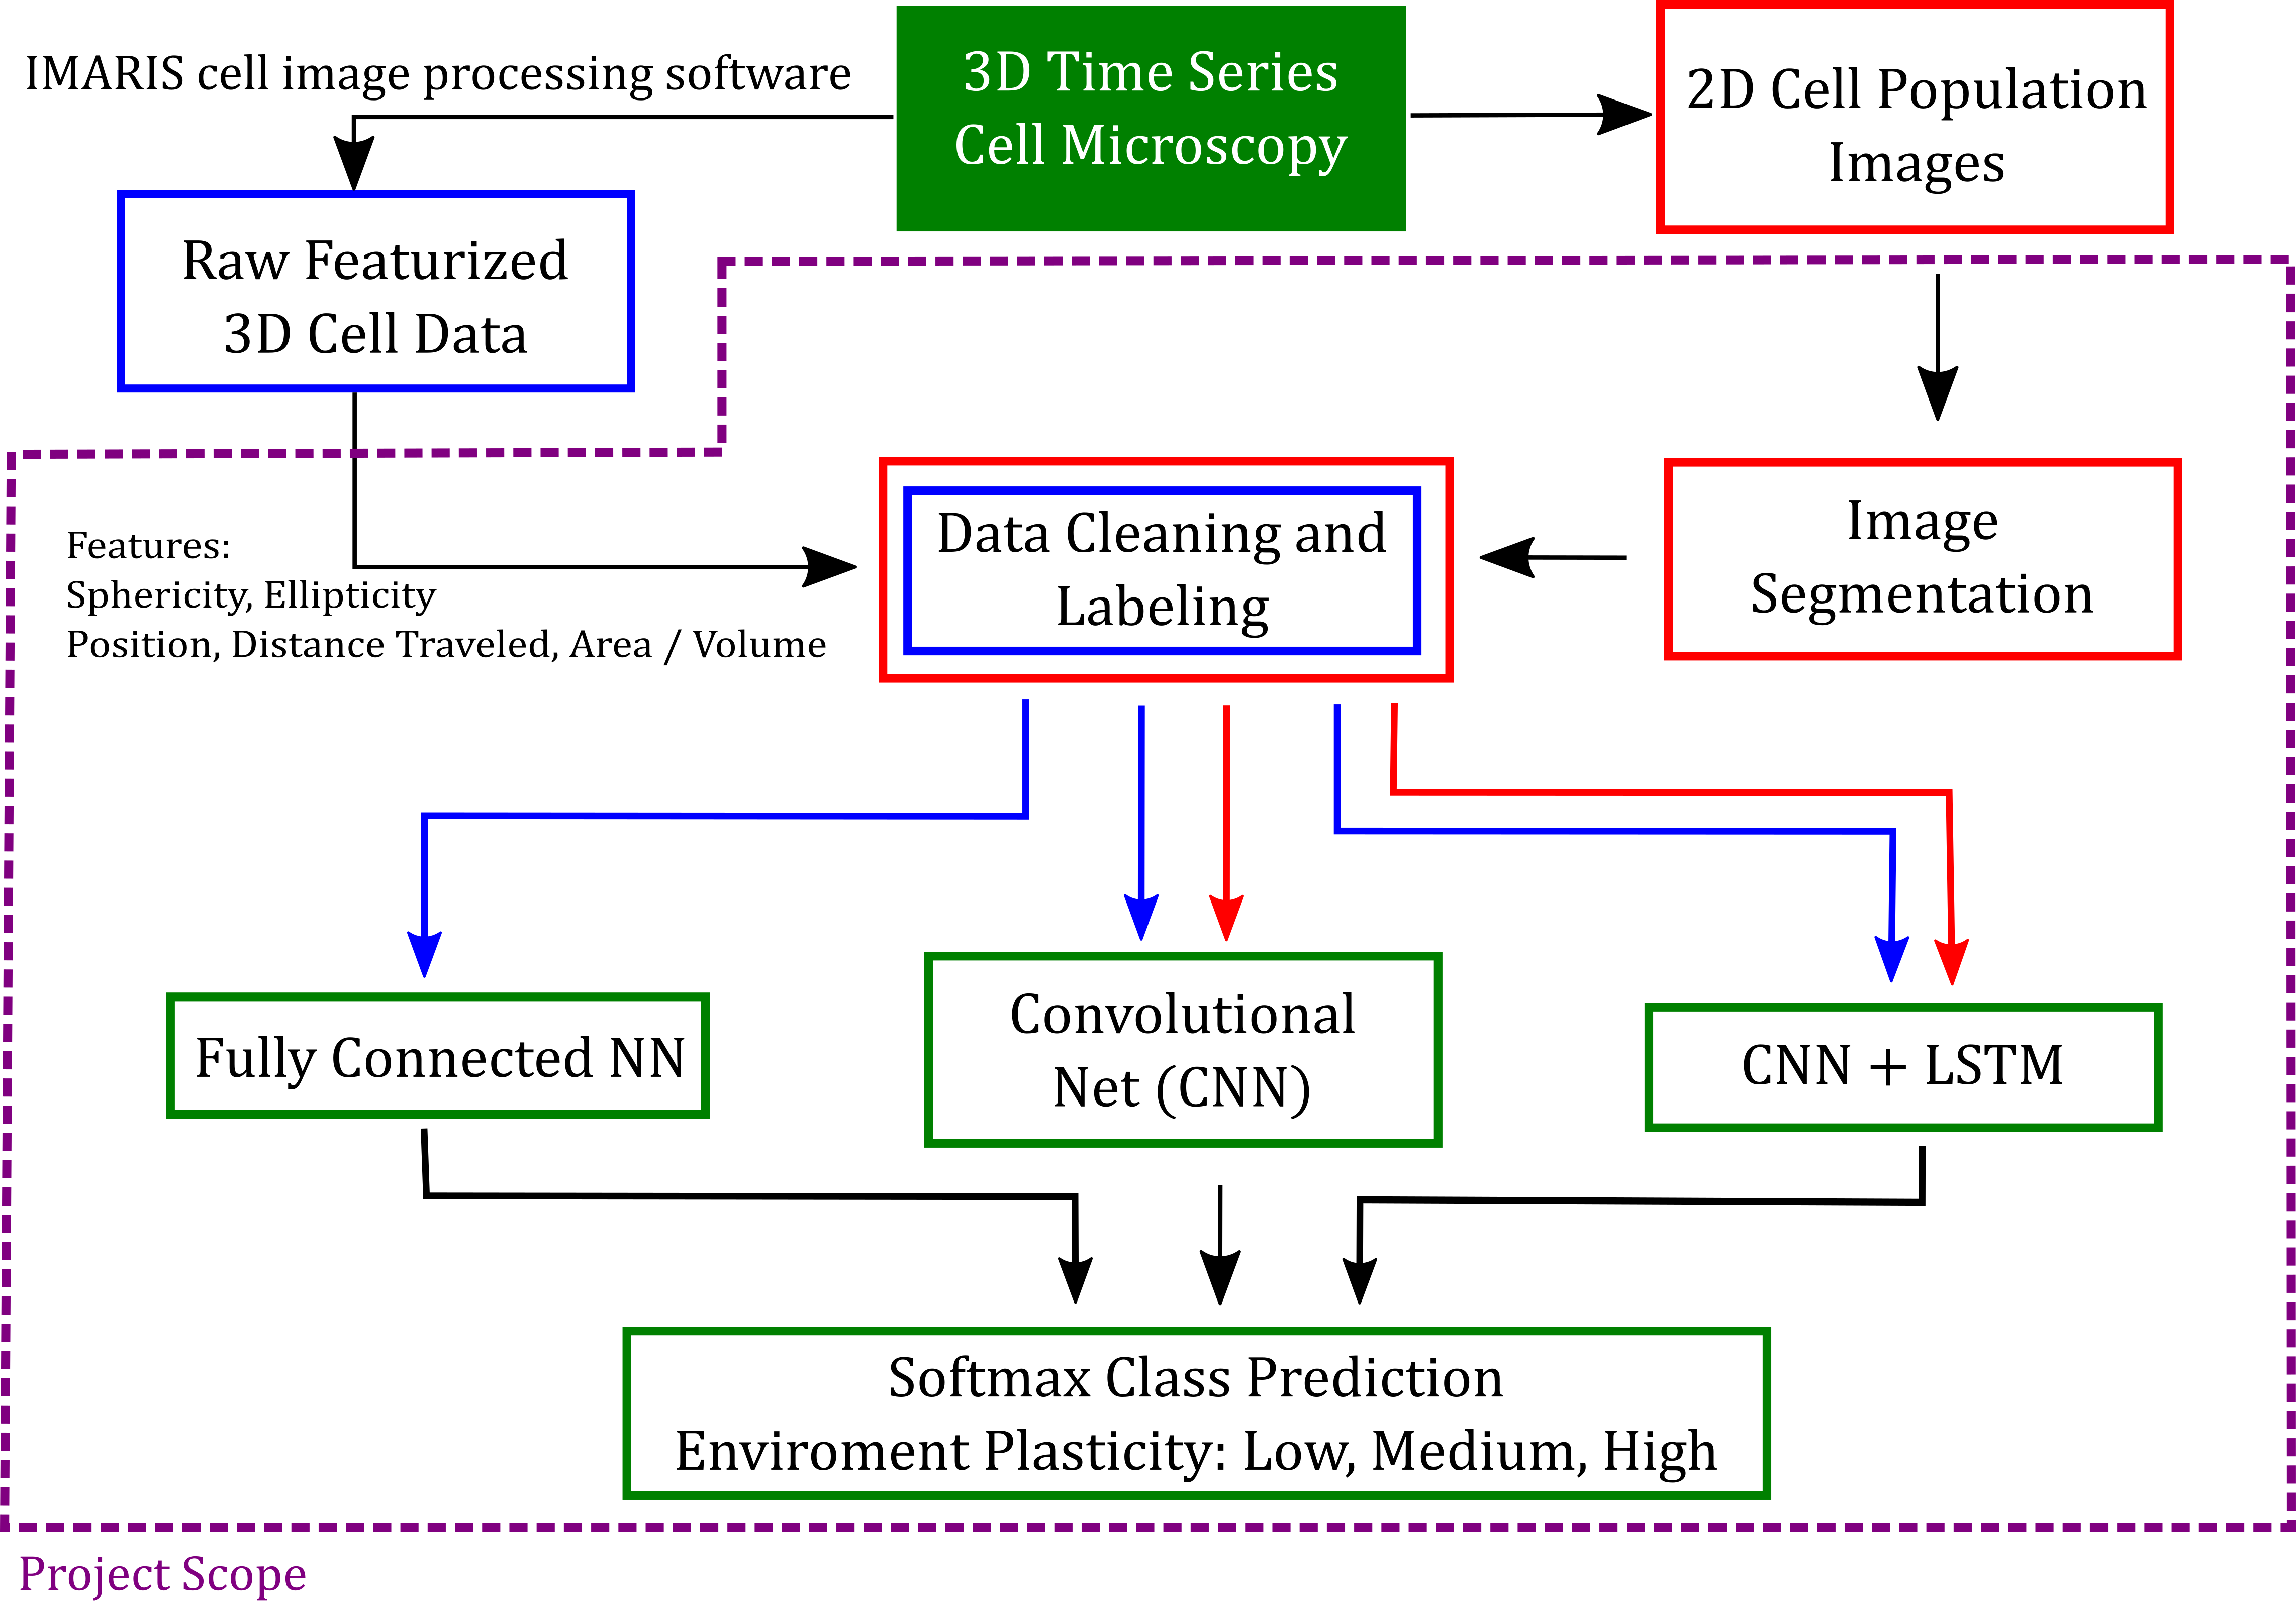 IMARIS cell image processing software
3D Time Series
Cell Microscopy
2D Cell Population
Images
Raw Featurized
3D Cell Data
Features:
Sphericity, Ellipticity
Position, Distance Traveled, Area / Volume
Data Cleaning and
Labeling
Image
Segmentation
Fully Connected NN
Convolutional
Net (CNN)
CNN + LSTM
Softmax Class Prediction
Enviroment Plasticity: Low, Medium, High
Project Scope